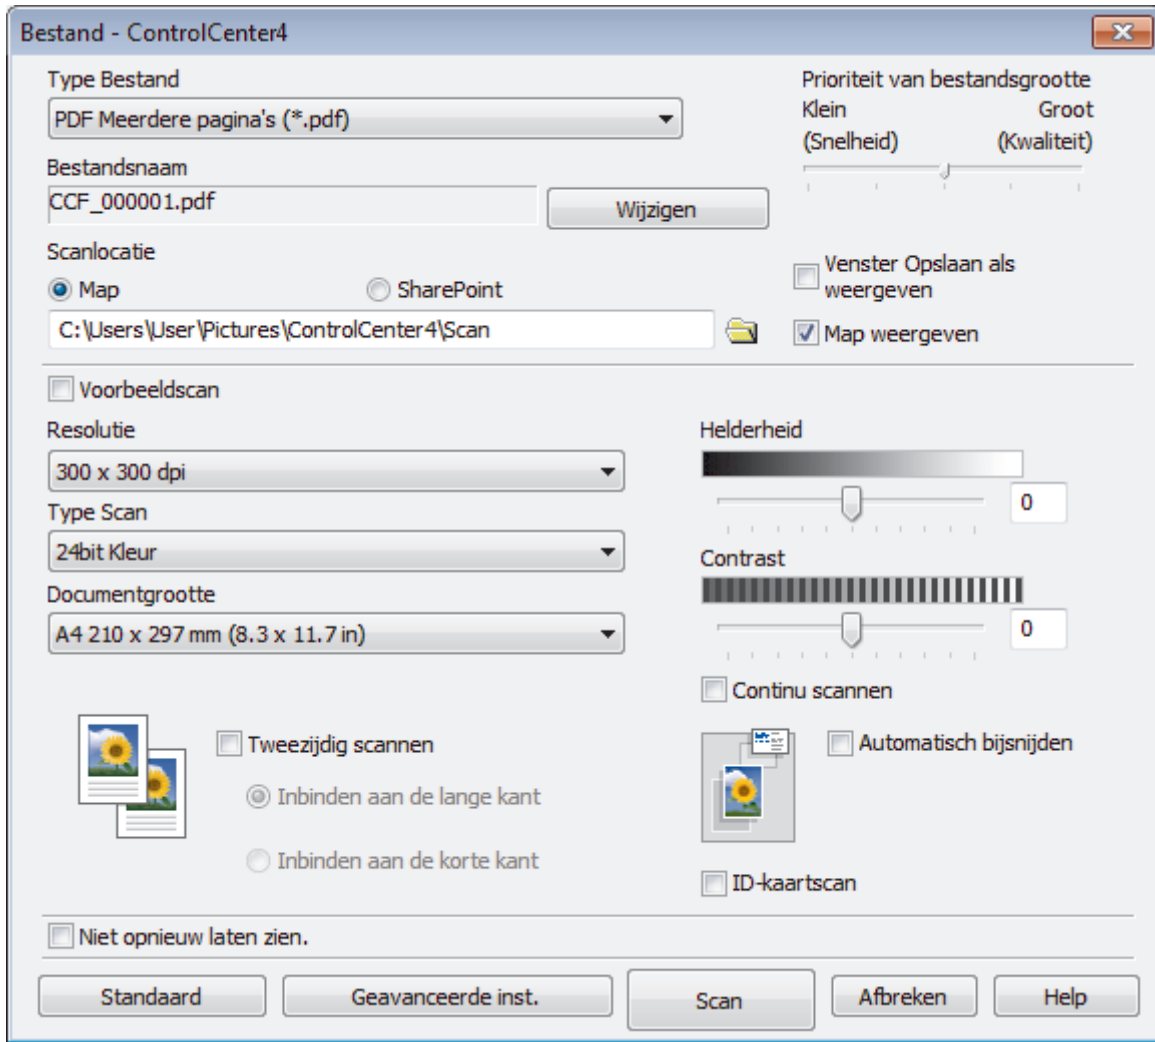 Bestand - ControlCenter4
Type Bestand
PDF Meerdere pagina's (*.pdf)
Prioriteit van bestandsgrootte
Klein Groot
(Snelheid) (Kwaliteit)
Bestandsnaam
CCF_000001.pdf
Wijzigen
Scanlocatie
Map SharePoint
C:\Users\User\Pictures\ControlCenter4\Scan
Venster Opslaan als
weergeven
Map weergeven
Voorbeeldscan
Resolutie
300 x 300 dpi
Type Scan
24bit Kleur
Documentgrootte
A4 210 x 297 mm (8.3 x 11.7 in)
Helderheid
0
Contrast
0
Continu scannen
Tweezijdig scannen
Inbinden aan de lange kant
Inbinden aan de korte kant
Automatisch bijsnijden
ID-kaartscan
Niet opnieuw laten zien.
Standaard Geavanceerde inst. Scan Afbreken Help